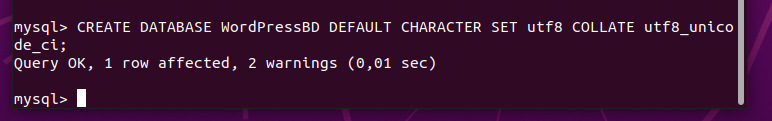 mysql> CREATE DATABASE WordPressBD DEFAULT CHARACTER SET utf8 COLLATE utf8_unico
de_ci;
Query OK, 1 row affected, 2 warnings (0,01 sec)
mysql>